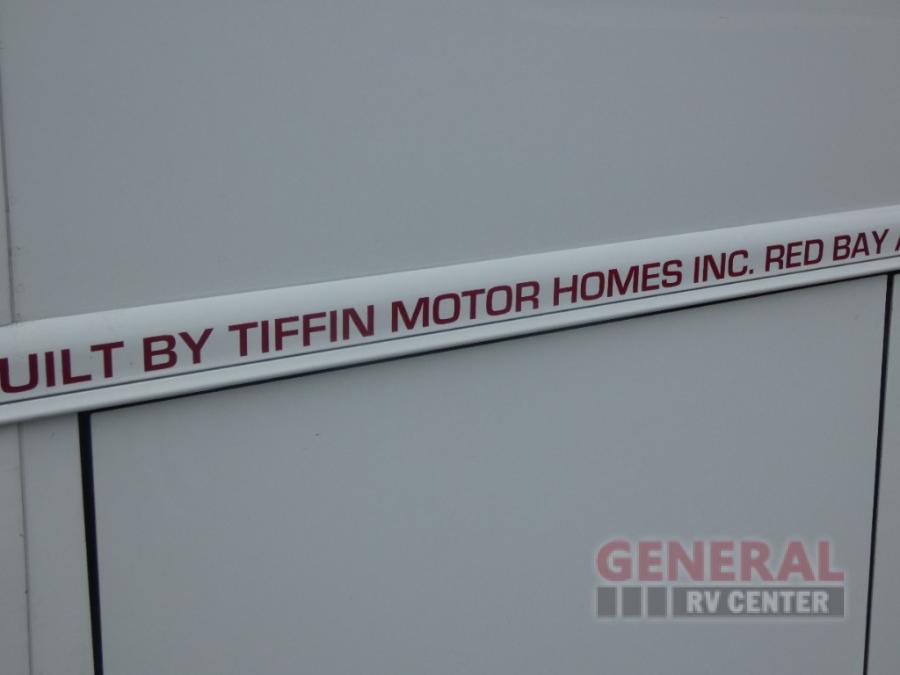 UILT BY TIFFIN MOTOR HOMES INC. RED BAY A
GENERAL
RV CENTER